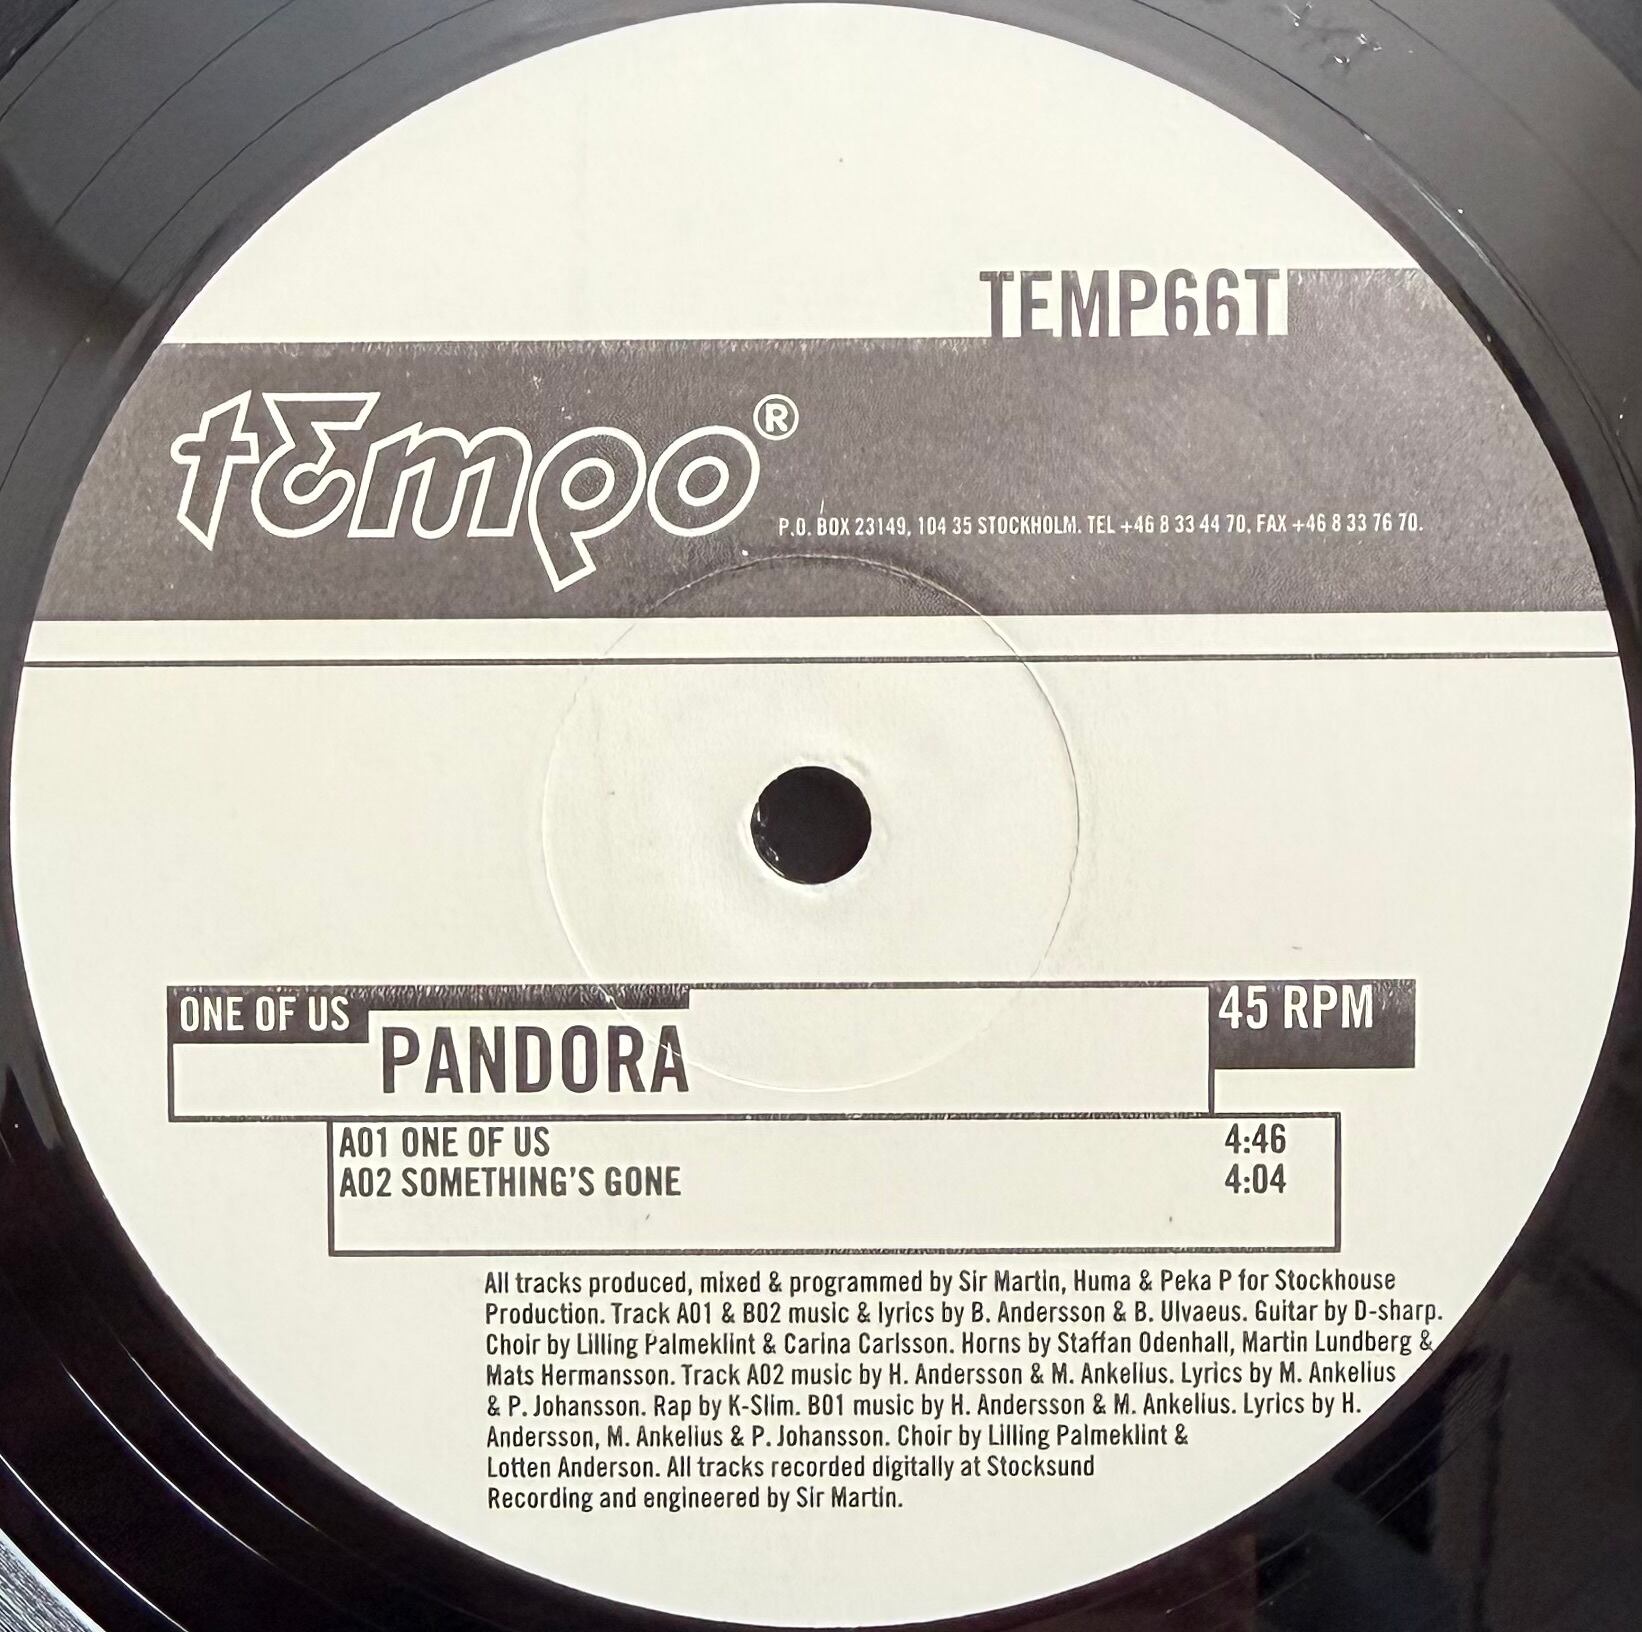 TEMP66T
tempo®
P.O. BOX 23149, 104 35 STOCKHOLM. TEL +46 8 33 44 70, FAX +46 8 33 76 70.
ONE OF US
PANDORA
45 RPM
A01 ONE OF US 4:46
A02 SOMETHING'S GONE 4:04
All tracks produced, mixed & programmed by Sir Martin, Huma & Peka P for Stockhouse
Production. Track A01 & B02 music & lyrics by B. Andersson & B. Ulvaeus. Guitar by D-sharp.
Choir by Lilling Palmeklint & Carina Carlsson. Horns by Staffan Odenhall, Martin Lundberg &
Mats Hermansson. Track A02 music by H. Andersson & M. Ankelius. Lyrics by M. Ankelius
& P. Johansson. Rap by K-Slim. B01 music by H. Andersson & M. Ankelius. Lyrics by H.
Andersson, M. Ankelius & P. Johansson. Choir by Lilling Palmeklint &
Lotten Anderson. All tracks recorded digitally at Stocksund
Recording and engineered by Sir Martin.